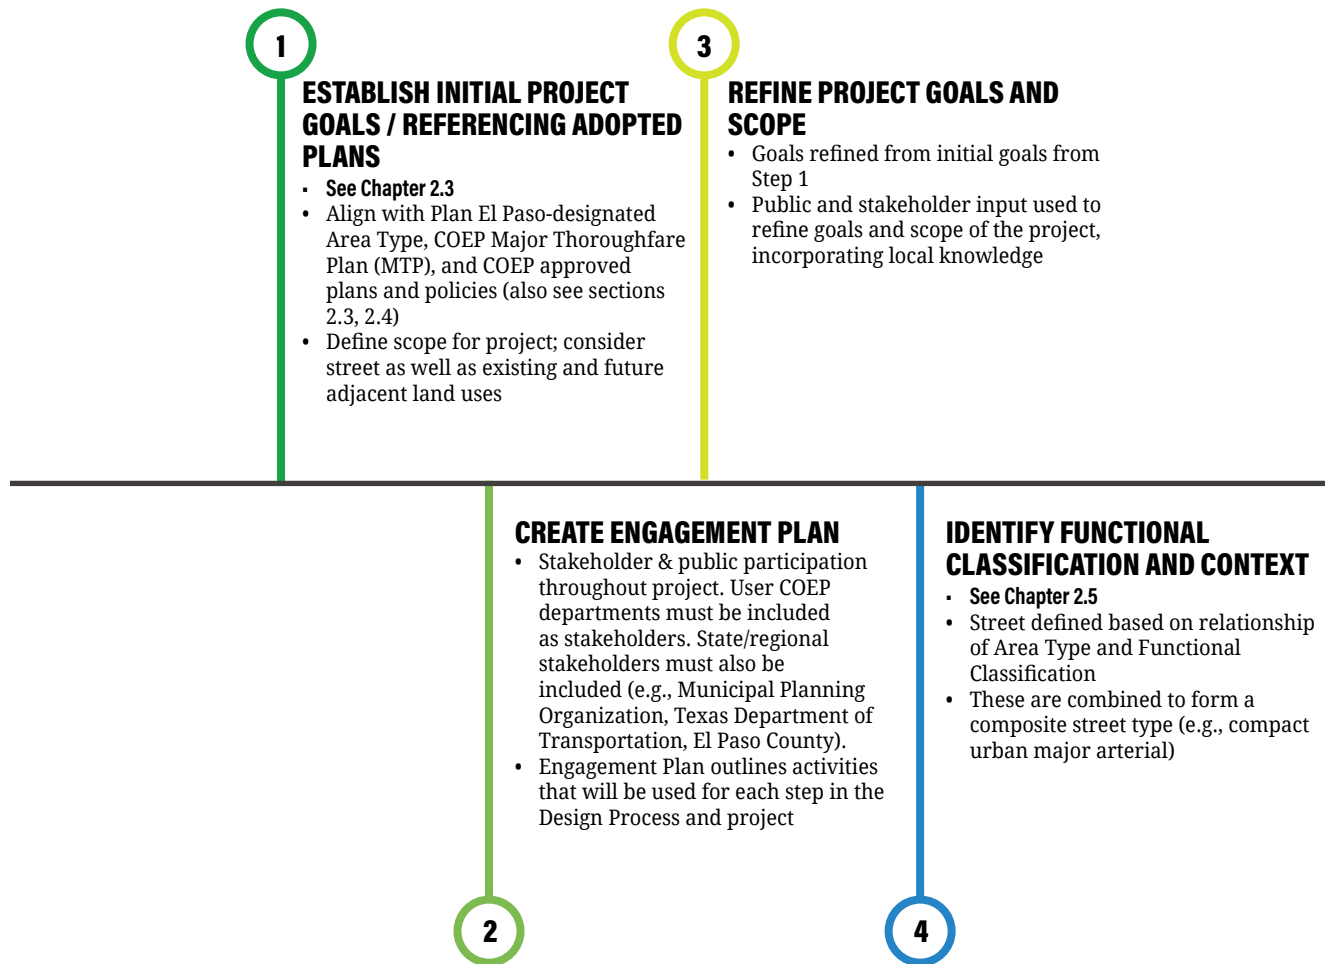 1
ESTABLISH INITIAL PROJECT
GOALS / REFERENCING ADOPTED
PLANS
• See Chapter 2.3
• Align with Plan El Paso-designated
Area Type, COEP Major Thoroughfare
Plan (MTP), and COEP approved
plans and policies (also see sections
2.3, 2.4)
• Define scope for project; consider
street as well as existing and future
adjacent land uses
2
CREATE ENGAGEMENT PLAN
• Stakeholder & public participation
throughout project. User COEP
departments must be included
as stakeholders. State/regional
stakeholders must also be
included (e.g., Municipal Planning
Organization, Texas Department of
Transportation, El Paso County).
• Engagement Plan outlines activities
that will be used for each step in the
Design Process and project
3
REFINE PROJECT GOALS AND
SCOPE
• Goals refined from initial goals from
Step 1
• Public and stakeholder input used to
refine goals and scope of the project,
incorporating local knowledge
4
IDENTIFY FUNCTIONAL
CLASSIFICATION AND CONTEXT
• See Chapter 2.5
• Street defined based on relationship
of Area Type and Functional
Classification
• These are combined to form a
composite street type (e.g., compact
urban major arterial)